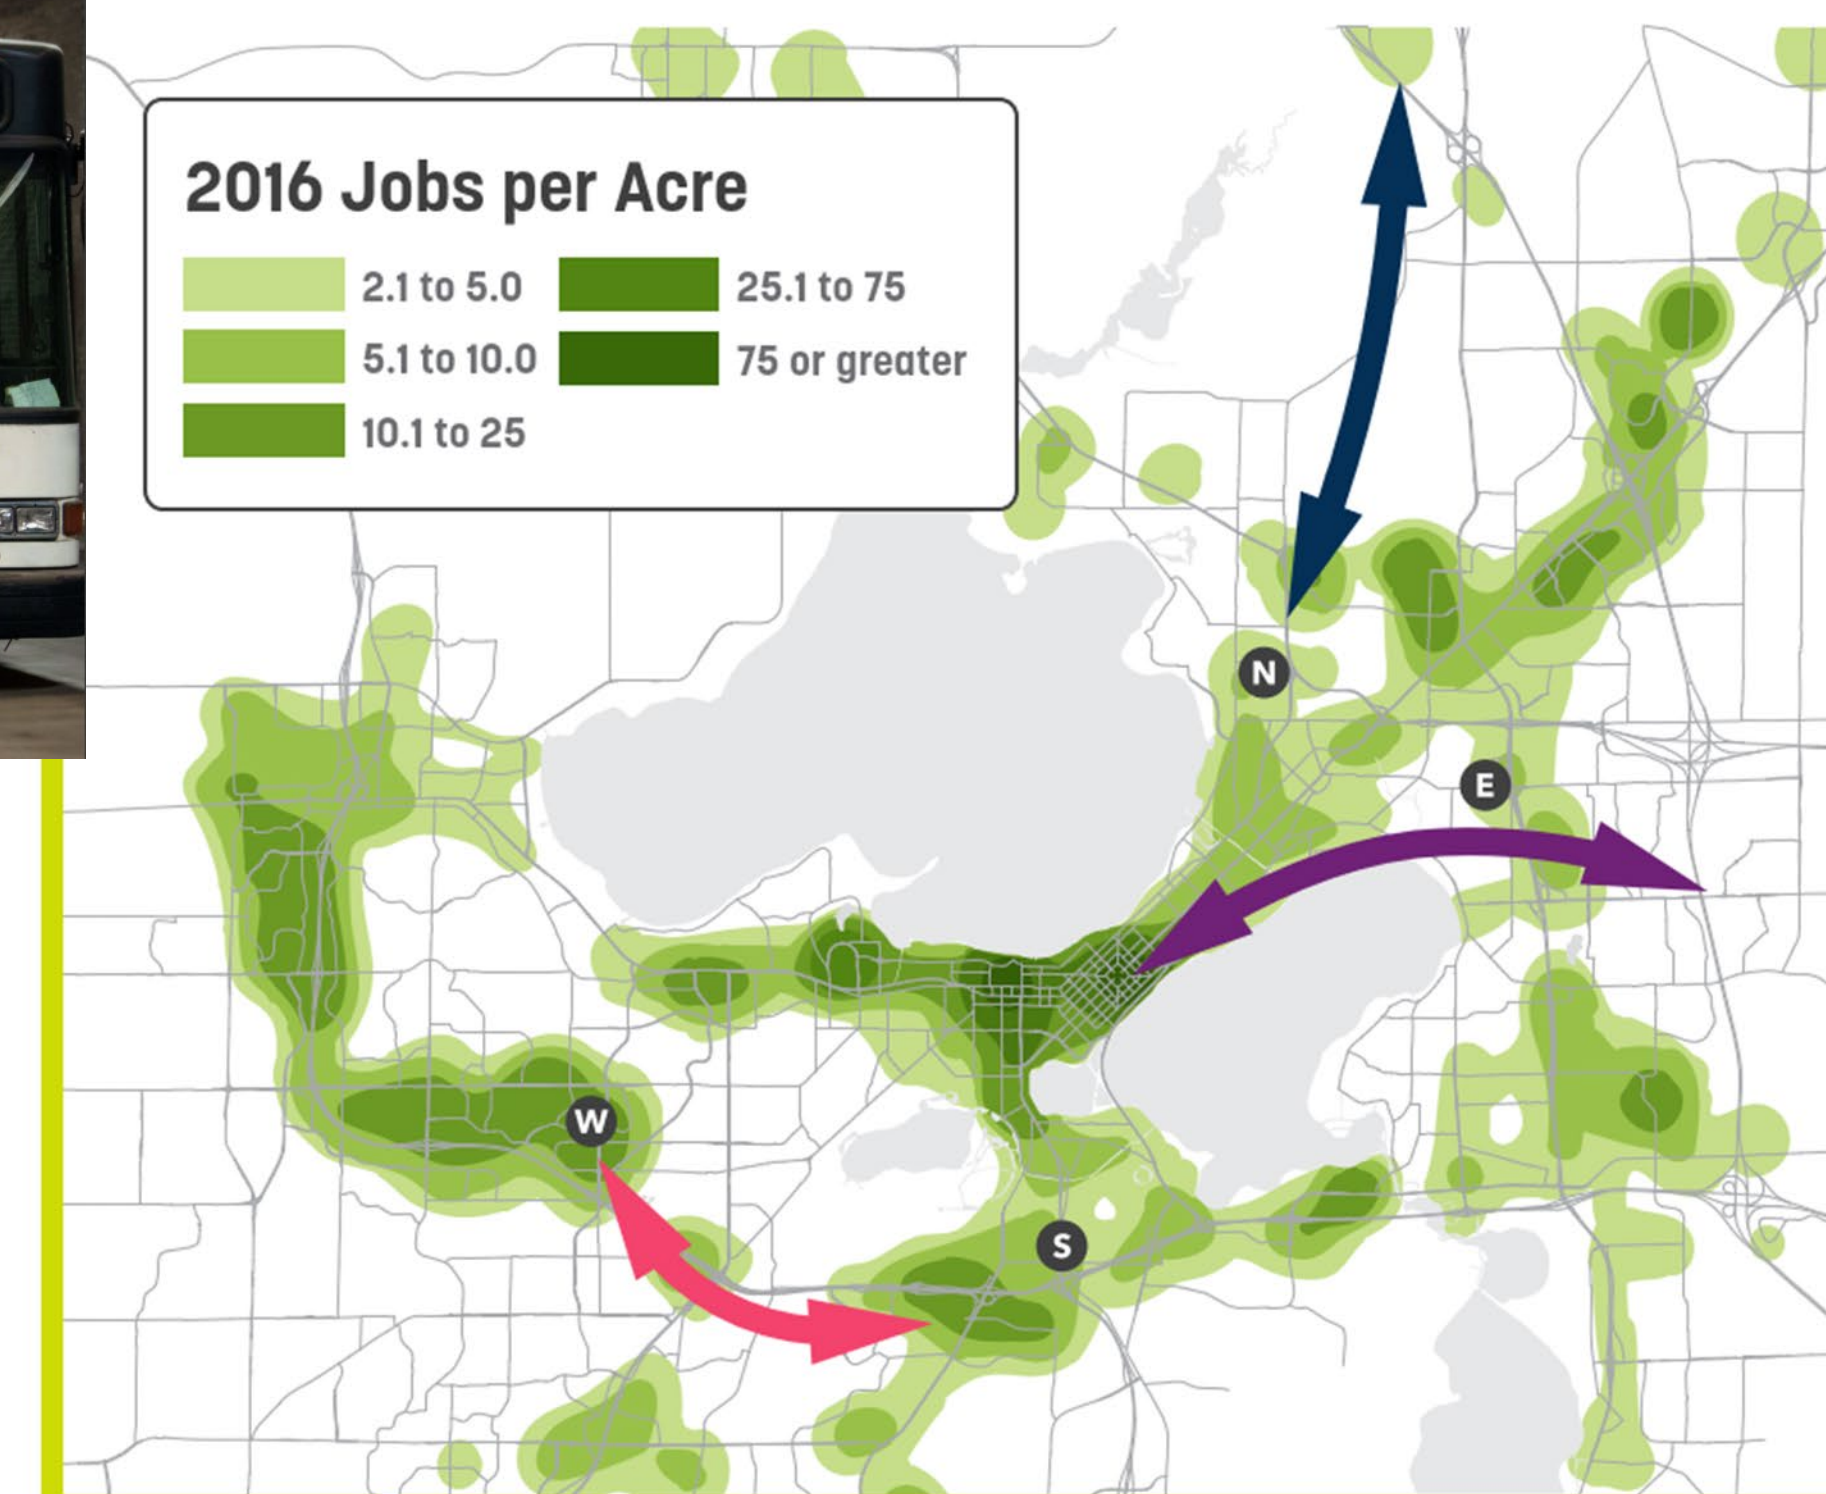 2016 Jobs per Acre
2.1 to 5.0
25.1 to 75
5.1 to 10.0
75 or greater
10.1 to 25
N
E
W
S